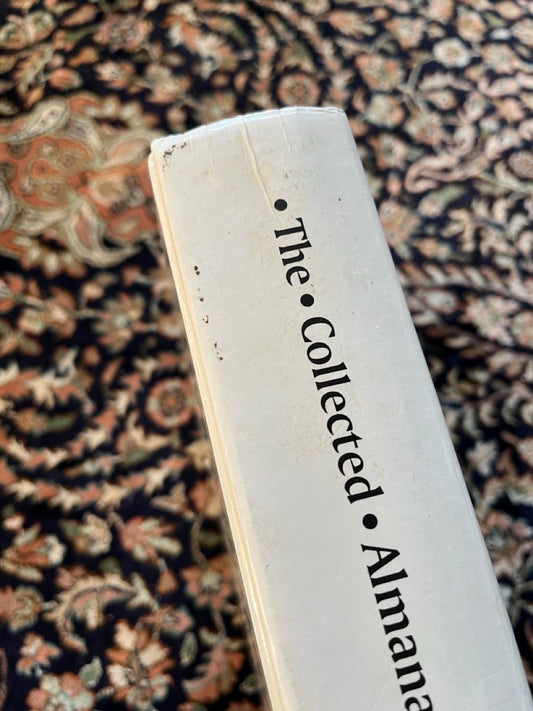 • The • Collected • Almana